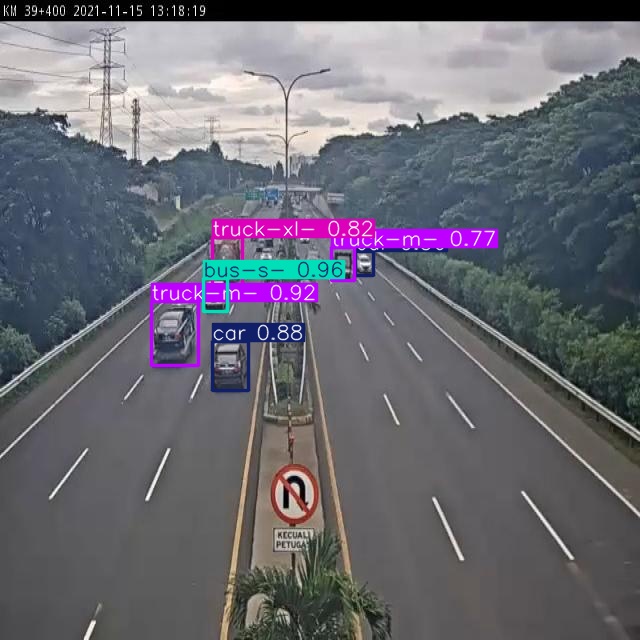 KM 39+400 2021-11-15 13:18:19
truck-xl- 0.82
truck-m- 0.77
bus-s- 0.96
truck-m- 0.92
car 0.88
KECUALI
PETUGAS